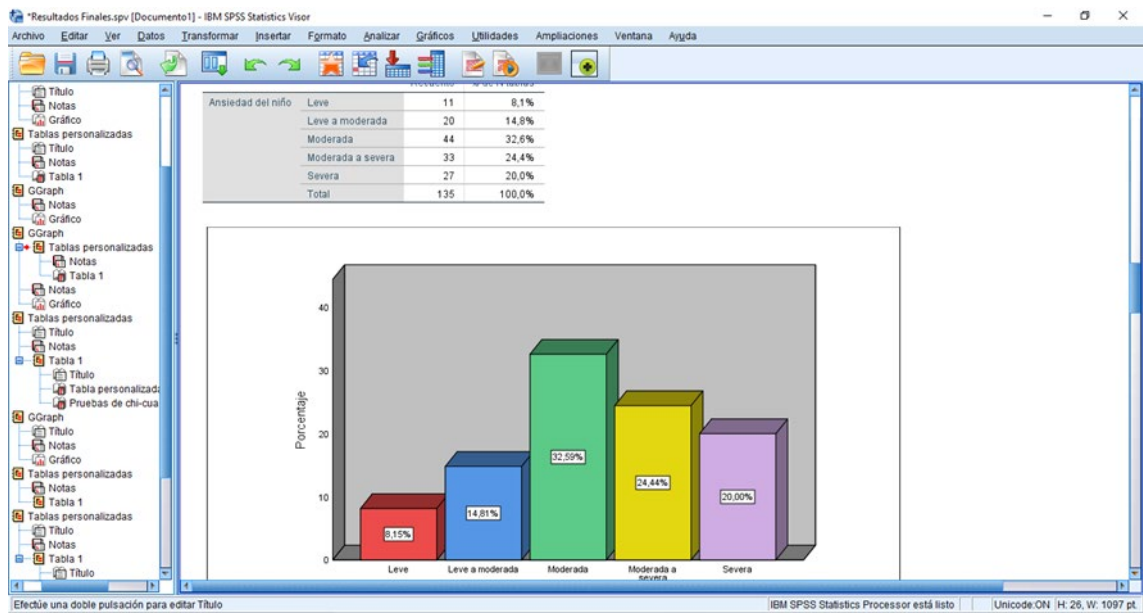 *Resultados Finales.spv [Documento1] - IBM SPSS Statistics Visor
Archivo Editar Ver Datos Transformar Insertar Formato Analizar Gráficos Utilidades Ampliaciones Ventana Ayuda
Título
Notas
Gráfico
Tablas personalizadas
Título
Notas
Tabla 1
GGraph
Notas
Gráfico
GGraph
Tablas personalizadas
Notas
Tabla 1
Notas
Gráfico
Tablas personalizadas
Título
Notas
Tabla 1
Título
Tabla personalizada
Pruebas de chi-cua
GGraph
Título
Notas
Gráfico
Tablas personalizadas
Notas
Tabla 1
Tablas personalizadas
Título
Notas
Tabla 1
Título
Ansiedad del niño Leve 11 8,1%
Leve a moderada 20 14,8%
Moderada 44 32,6%
Moderada a severa 33 24,4%
Severa 27 20,0%
Total 135 100,0%
Porcentaje
40
30
20
10
0
8,15%
14,81%
32,59%
24,44%
20,00%
Leve Leve a moderada Moderada Moderada a severa Severa
Efectúe una doble pulsación para editar Título IBM SPSS Statistics Processor está listo Unicode:ON H: 26, W: 1097 pt.